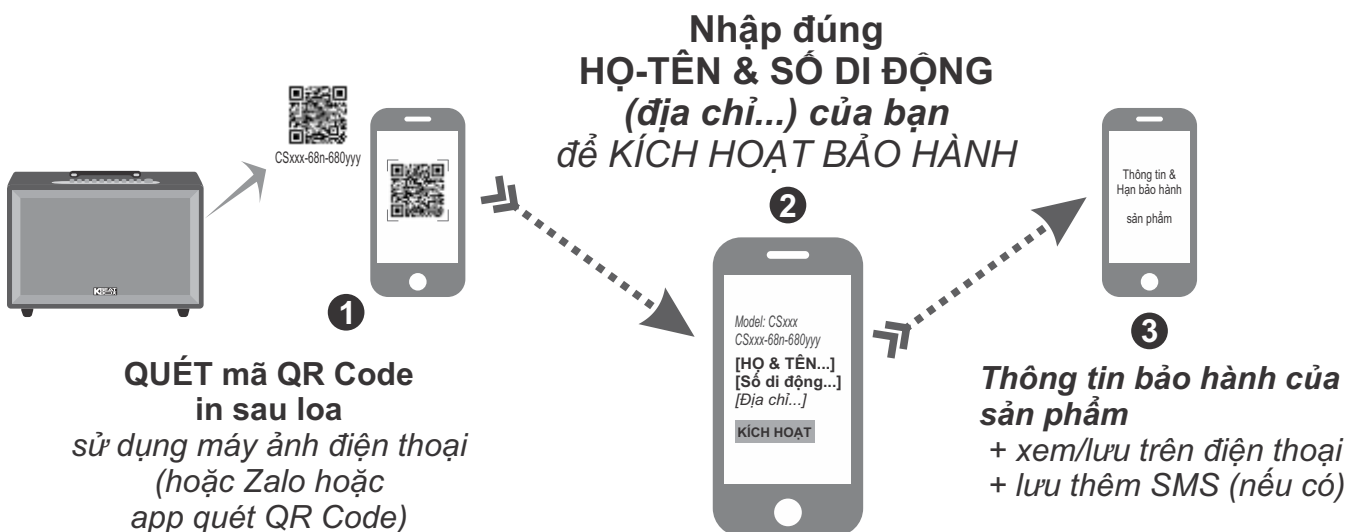 CSxxx-68n-680yyy
1
QUÉT mã QR Code
in sau loa
sử dụng máy ảnh điện thoại
(hoặc Zalo hoặc
app quét QR Code)
Nhập đúng
HỌ-TÊN & SỐ DI ĐỘNG
(địa chỉ...) của bạn
để KÍCH HOẠT BẢO HÀNH
2
Model: CSxxx
CSxxx-68n-680yyy
[HỌ & TÊN...]
[Số di động...]
[Địa chỉ...]
KÍCH HOẠT
Thông tin &
Hạn bảo hành
sản phẩm
3
Thông tin bảo hành của
sản phẩm
+ xem/lưu trên điện thoại
+ lưu thêm SMS (nếu có)